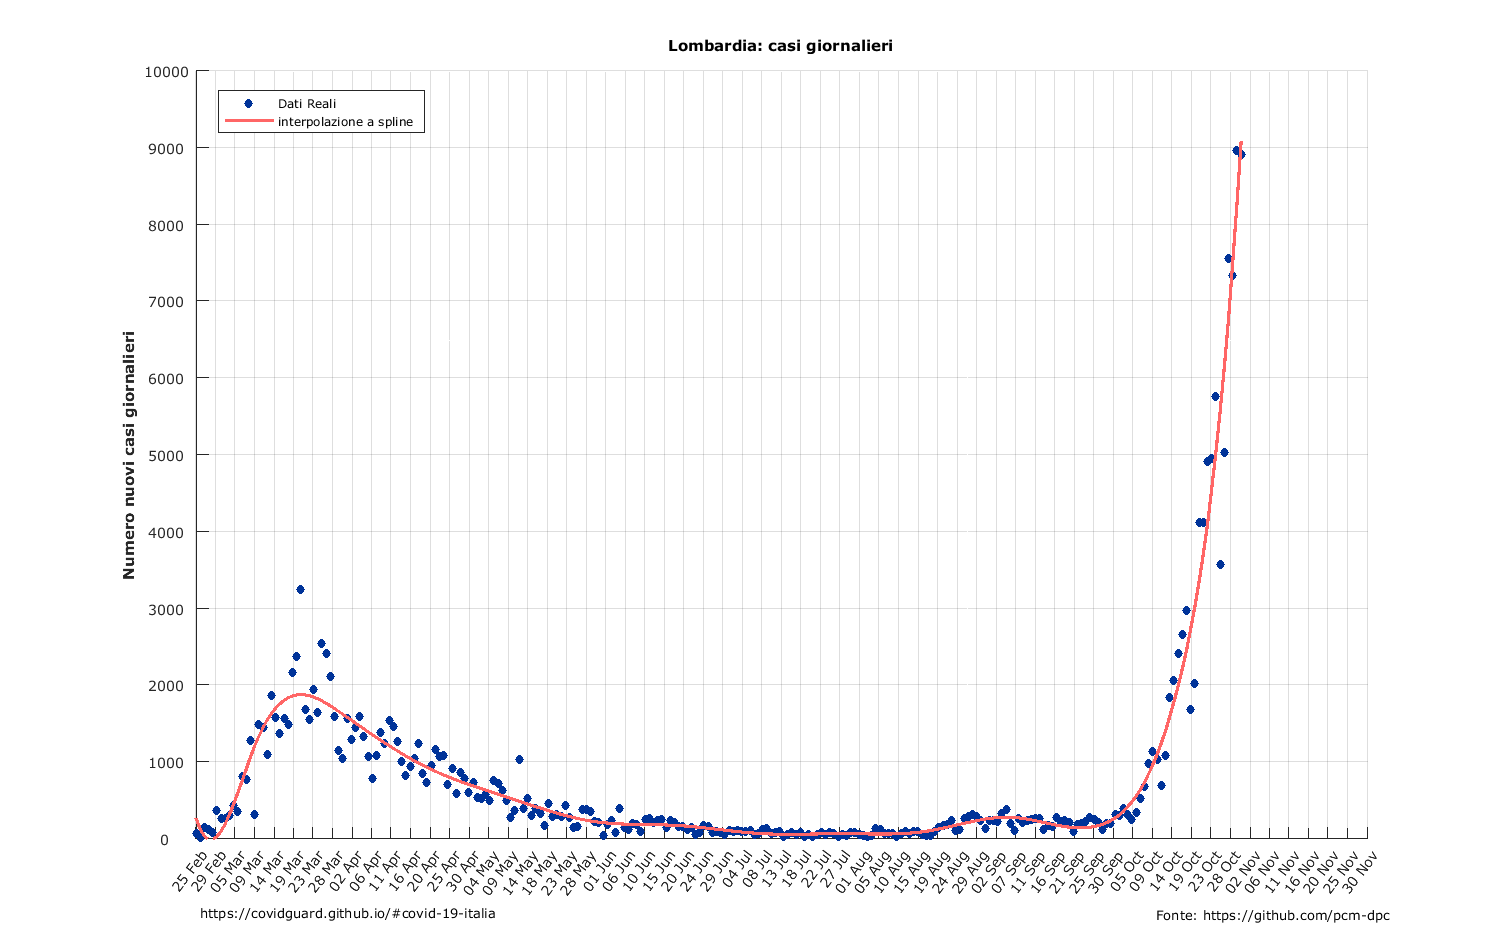 Lombardia: casi giornalieri
10000
9000
8000
7000
6000
5000
4000
3000
2000
1000
0
Dati Reali
interpolazione a spline
Numero nuovi casi giornalieri
25 Feb
29 Feb
05 Mar
09 Mar
14 Mar
19 Mar
23 Mar
28 Mar
02 Apr
06 Apr
11 Apr
16 Apr
20 Apr
25 Apr
30 Apr
04 May
09 May
14 May
18 May
23 May
28 May
01 Jun
06 Jun
10 Jun
15 Jun
20 Jun
24 Jun
29 Jun
04 Jul
08 Jul
13 Jul
18 Jul
22 Jul
27 Jul
01 Aug
05 Aug
10 Aug
15 Aug
19 Aug
24 Aug
29 Aug
02 Sep
07 Sep
11 Sep
16 Sep
21 Sep
25 Sep
30 Sep
05 Oct
09 Oct
14 Oct
19 Oct
23 Oct
28 Oct
02 Nov
06 Nov
11 Nov
16 Nov
20 Nov
25 Nov
30 Nov
https://covidguard.github.io/#covid-19-italia
Fonte: https://github.com/pcm-dpc